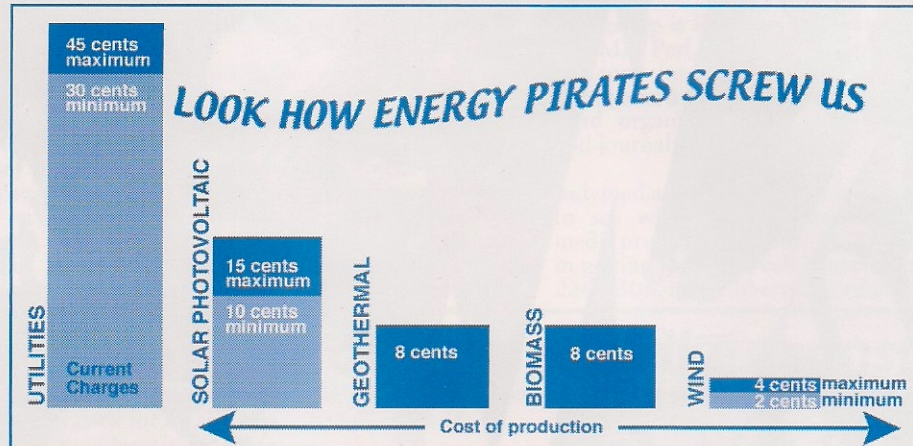 LOOK HOW ENERGY PIRATES SCREW US
UTILITIES
45 cents
maximum
30 cents
minimum
Current
Charges
SOLAR PHOTOVOLTAIC
15 cents
maximum
10 cents
minimum
GEOTHERMAL
8 cents
BIOMASS
8 cents
WIND
4 cents maximum
2 cents minimum
Cost of production